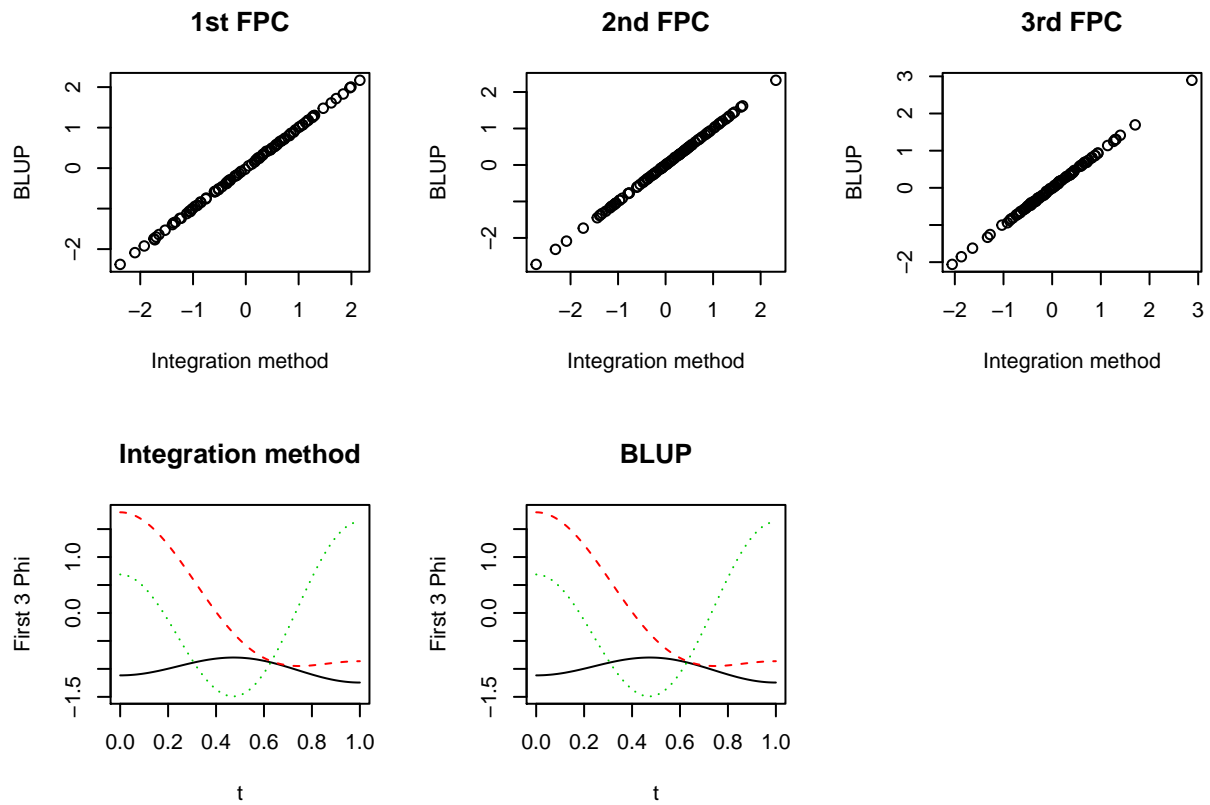 1st FPC
2nd FPC
3rd FPC
BLUP
−2
0
1
2
−2 −1 0 1 2
Integration method
BLUP
−2
0
1
2
−2 −1 0 1 2
Integration method
BLUP
−2
0
1
2
3
−2 −1 0 1 2 3
Integration method
Integration method
BLUP
First 3 Phi
−1.5
0.0
1.0
0.0 0.2 0.4 0.6 0.8 1.0
t
First 3 Phi
−1.5
0.0
1.0
0.0 0.2 0.4 0.6 0.8 1.0
t